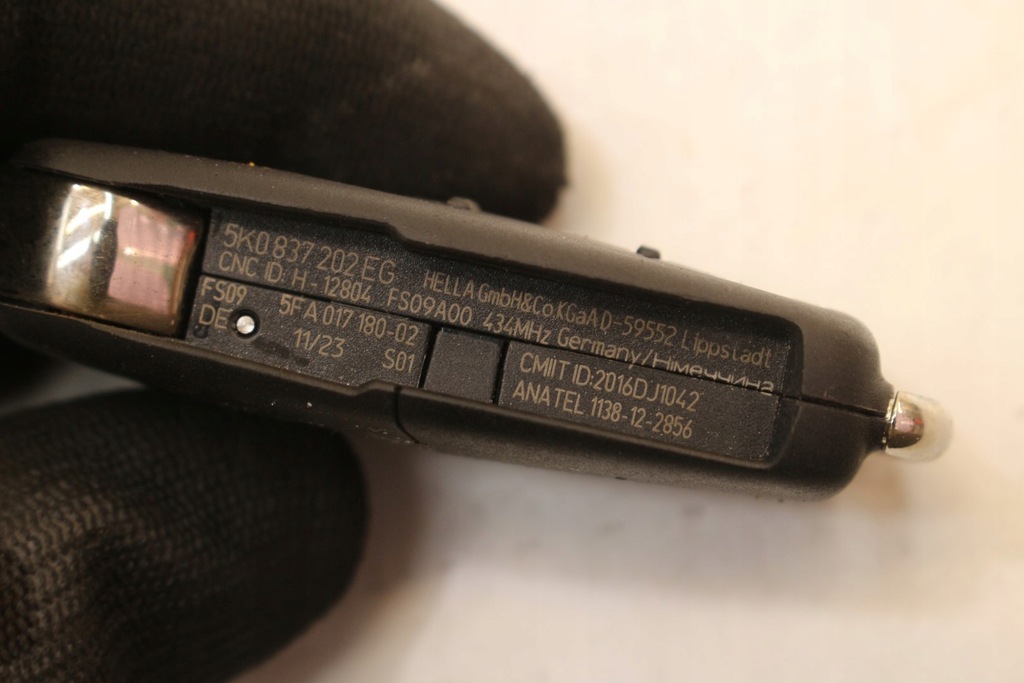 5K0 837 202 EG HELLA GmbH&Co.KGaA D-59552 Lippstadt
CNC ID: H-12804 FS09A00 434MHz Germany/Німеччина
FS09 5FA 017 180-02
DE 11/23 S01
CMIIT ID:2016DJ1042
ANATEL 1138-12-2856